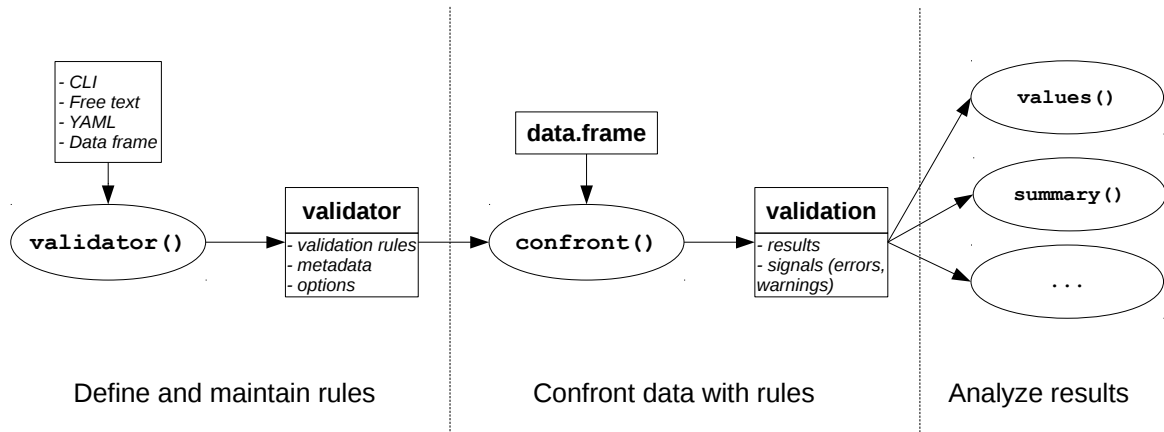 - CLI
- Free text
- YAML
- Data frame
validator()
validator
- validation rules
- metadata
- options
Define and maintain rules
data.frame
confront()
validation
- results
- signals (errors,
warnings)
Confront data with rules
values()
summary()
...
Analyze results